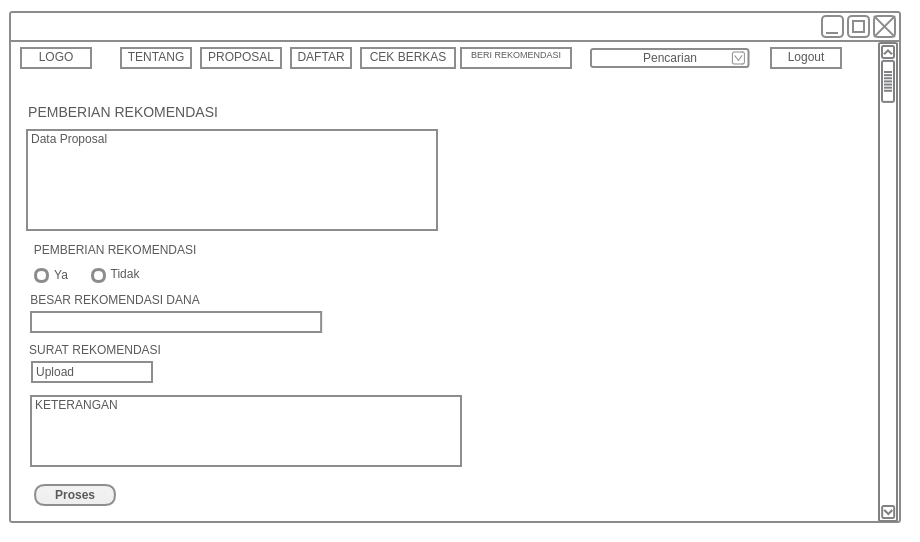 LOGO TENTANG PROPOSAL DAFTAR CEK BERKAS BERI REKOMENDASI Pencarian Logout
PEMBERIAN REKOMENDASI
Data Proposal
PEMBERIAN REKOMENDASI
Ya Tidak
BESAR REKOMENDASI DANA
SURAT REKOMENDASI
Upload
KETERANGAN
Proses